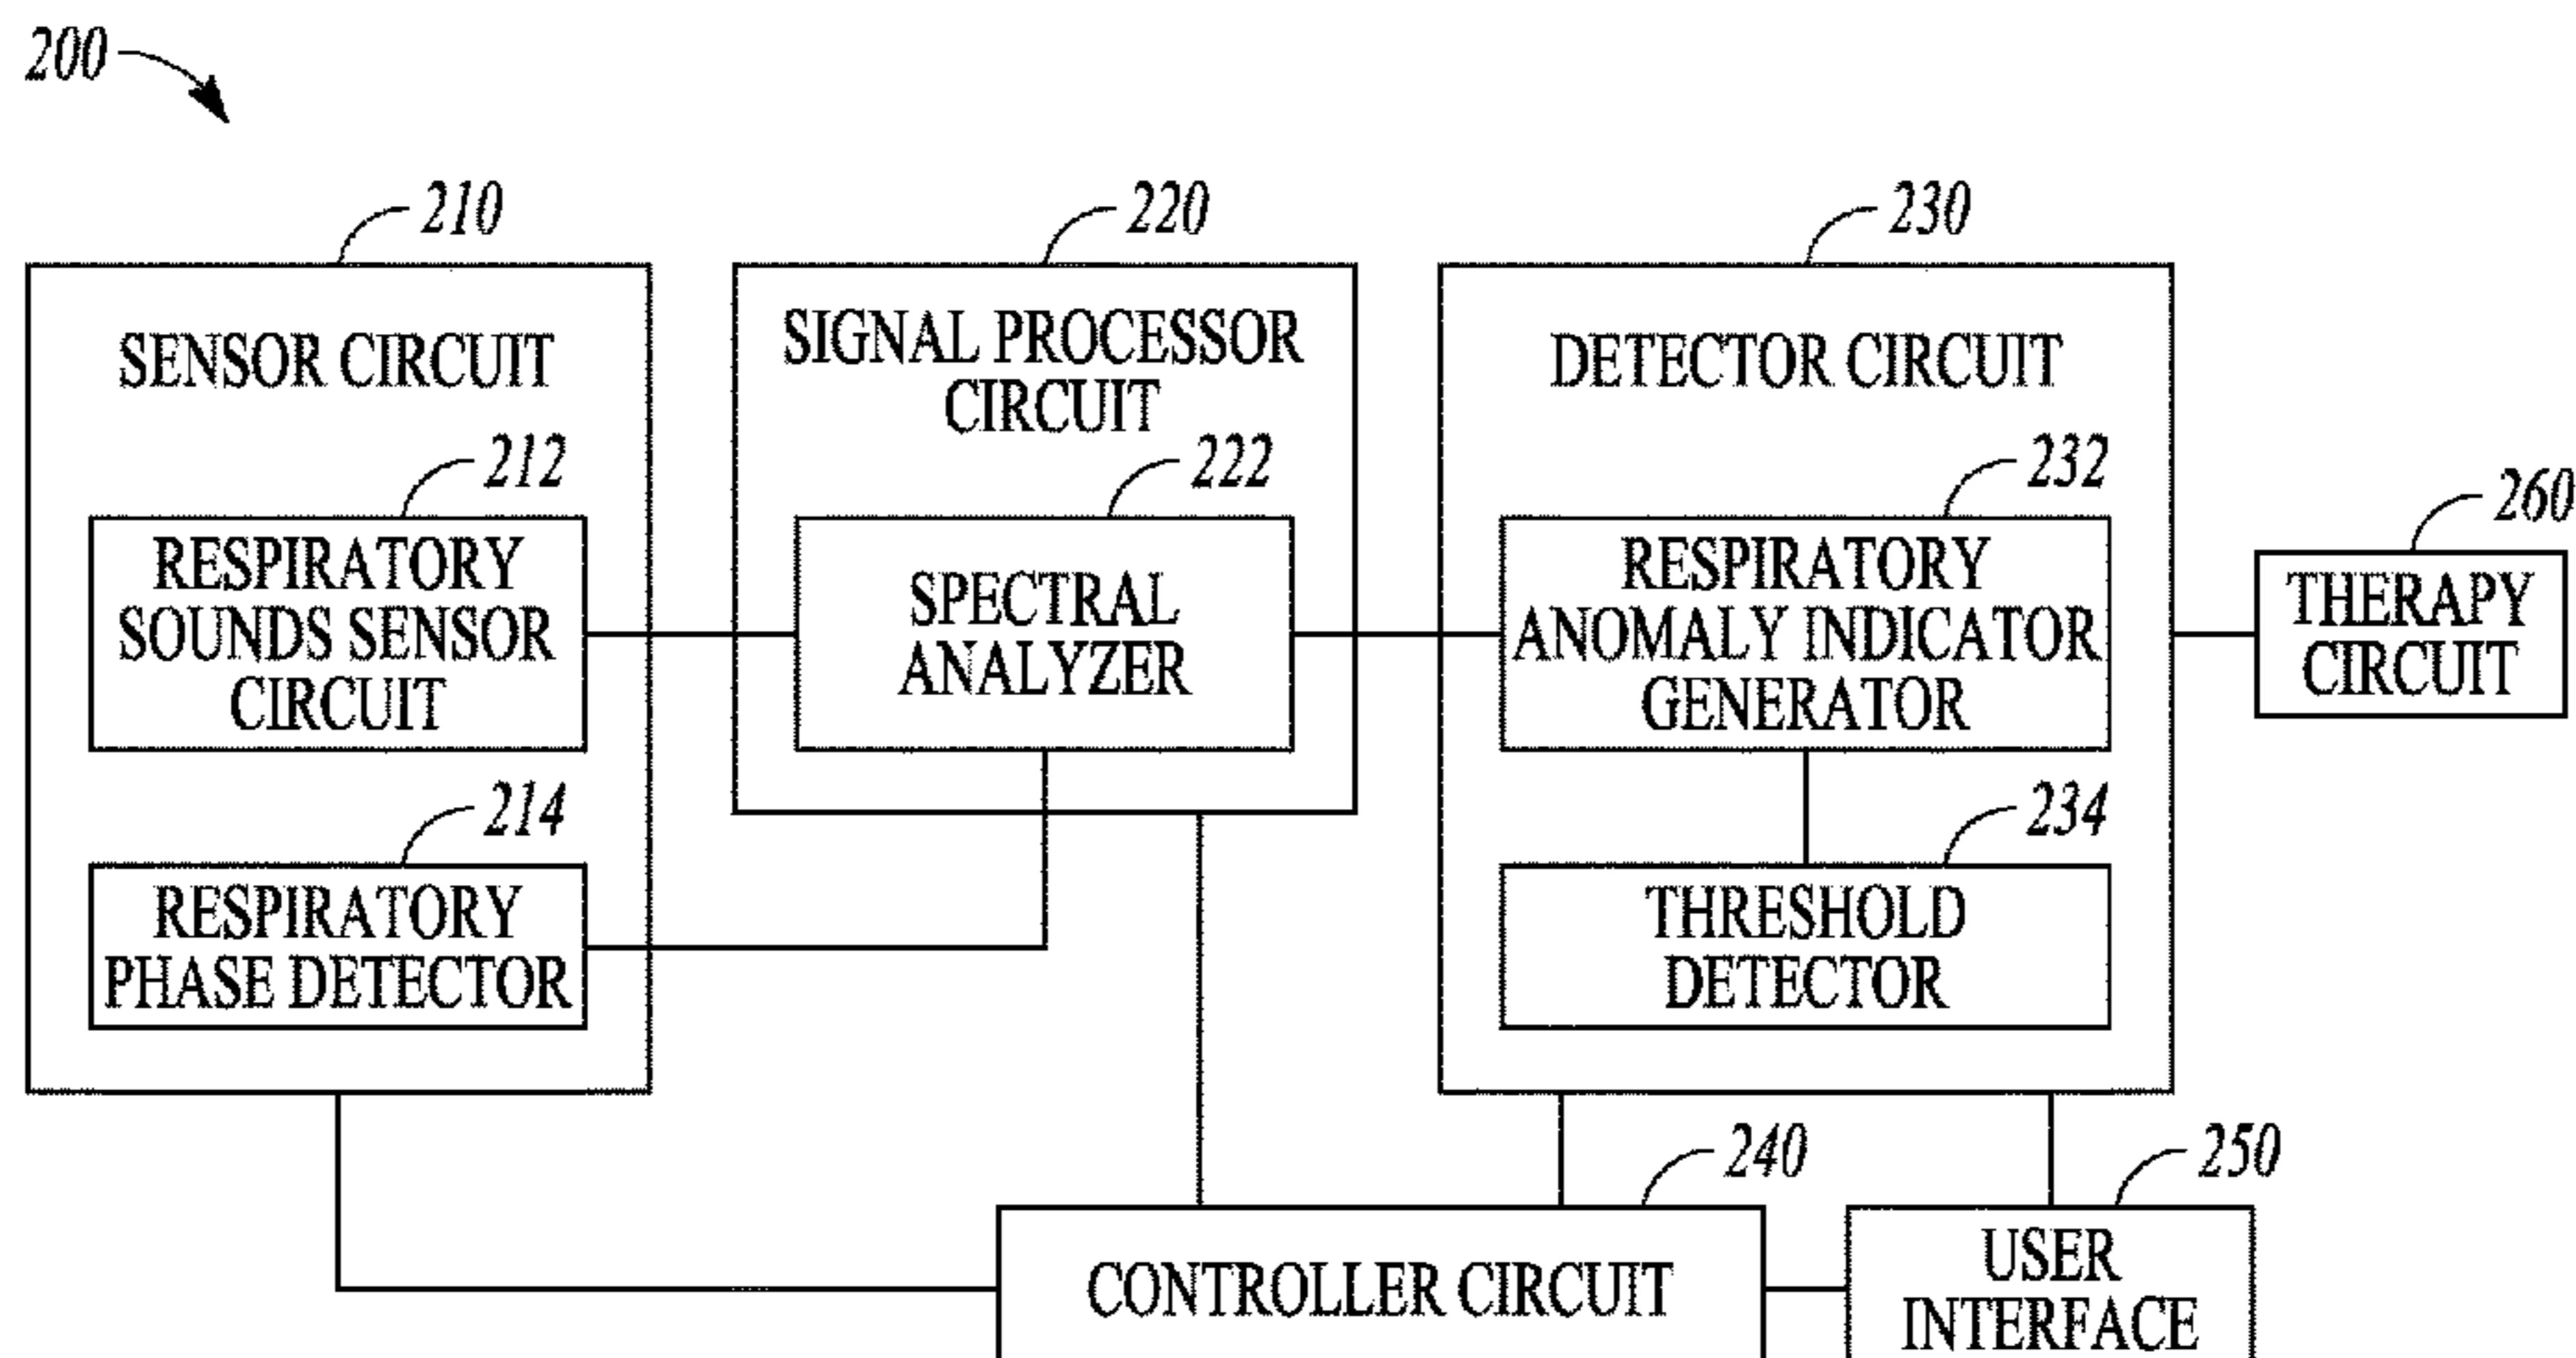 200
210
220
230
SENSOR CIRCUIT
SIGNAL PROCESSOR
CIRCUIT
DETECTOR CIRCUIT
212
222
232
260
RESPIRATORY
SOUNDS SENSOR
CIRCUIT
SPECTRAL
ANALYZER
RESPIRATORY
ANOMALY INDICATOR
GENERATOR
THERAPY
CIRCUIT
214
234
RESPIRATORY
PHASE DETECTOR
THRESHOLD
DETECTOR
240
250
CONTROLLER CIRCUIT
USER
INTERFACE